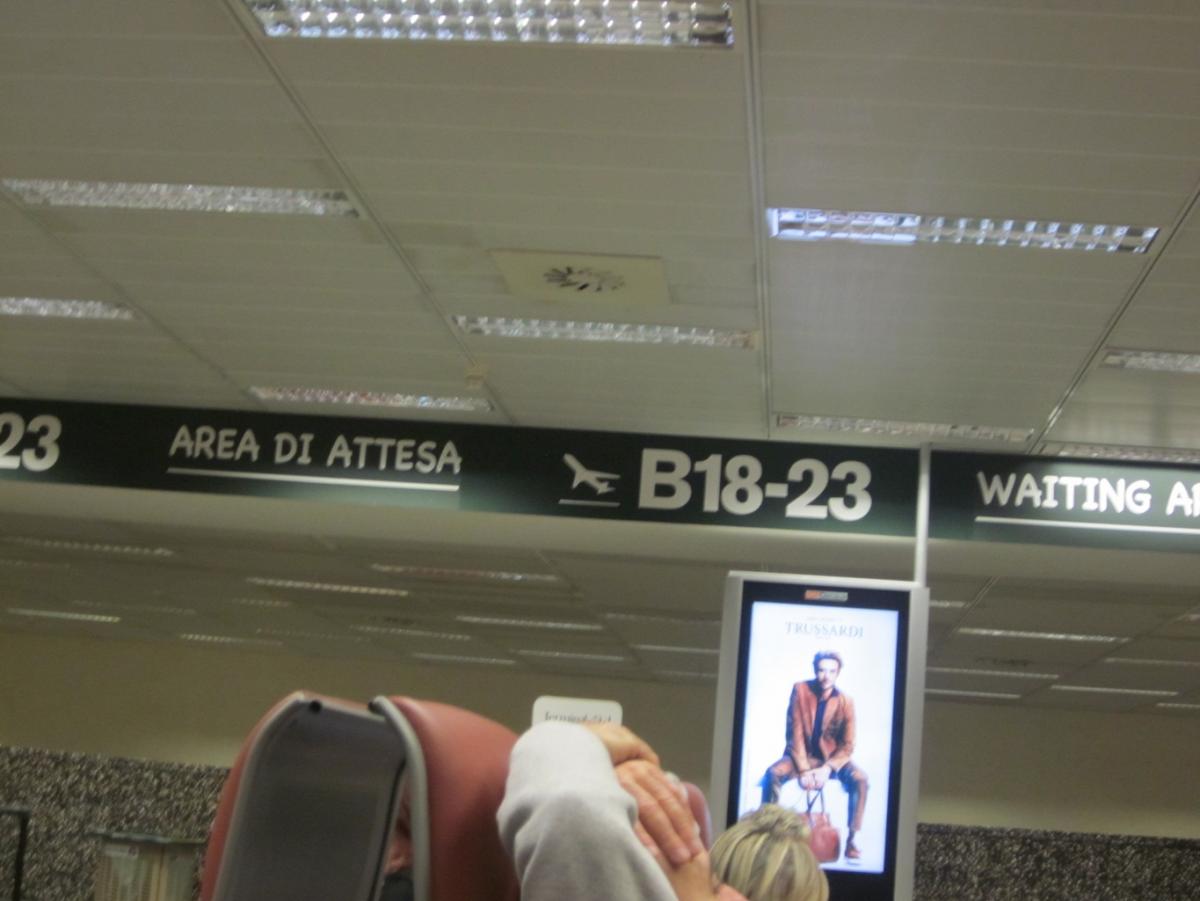 23
AREA DI ATTESA
B18-23
WAITING
TRUSSARDI